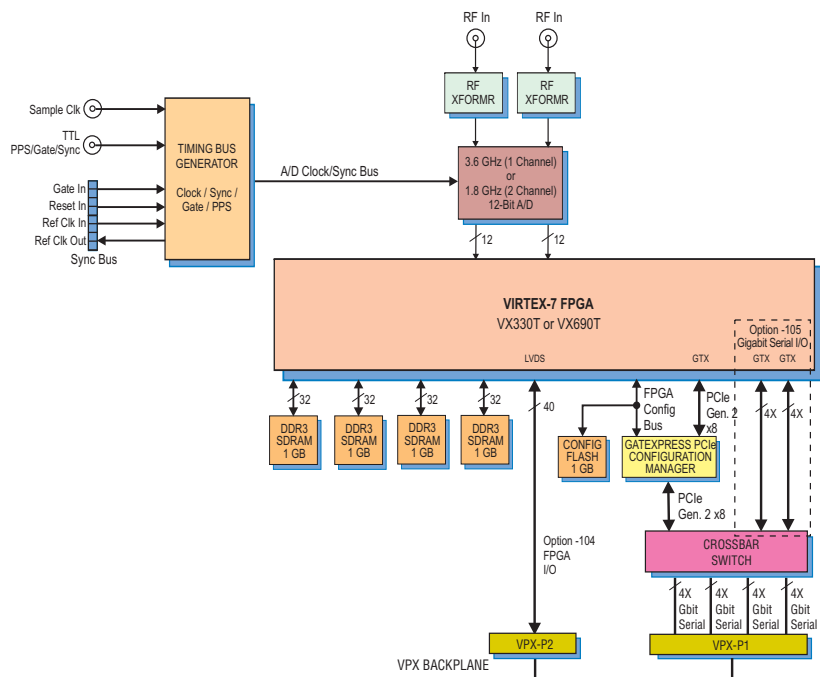 RF In
RF In
RF
XFORMR
RF
XFORMR
Sample Clk
TTL
PPS/Gate/Sync
TIMING BUS
GENERATOR
Clock / Sync /
Gate / PPS
Gate In
Reset In
Ref Clk In
Ref Clk Out
Sync Bus
A/D Clock/Sync Bus
3.6 GHz (1 Channel)
or
1.8 GHz (2 Channel)
12-Bit A/D
12
12
VIRTEX-7 FPGA
VX330T or VX690T
LVDS
GTX
Option -105
Gigabit Serial I/O
GTX
GTX
32
32
32
32
40
FPGA
Config
Bus
PCIe
Gen. 2
x8
4X
4X
DDR3
SDRAM
1 GB
DDR3
SDRAM
1 GB
DDR3
SDRAM
1 GB
DDR3
SDRAM
1 GB
CONFIG
FLASH
1 GB
GATEXPRESS PCIe
CONFIGURATION
MANAGER
PCIe
Gen. 2 x8
Option -104
FPGA
I/O
CROSSBAR
SWITCH
4X
Gbit
Serial
4X
Gbit
Serial
4X
Gbit
Serial
4X
Gbit
Serial
VPX-P2
VPX-P1
VPX BACKPLANE